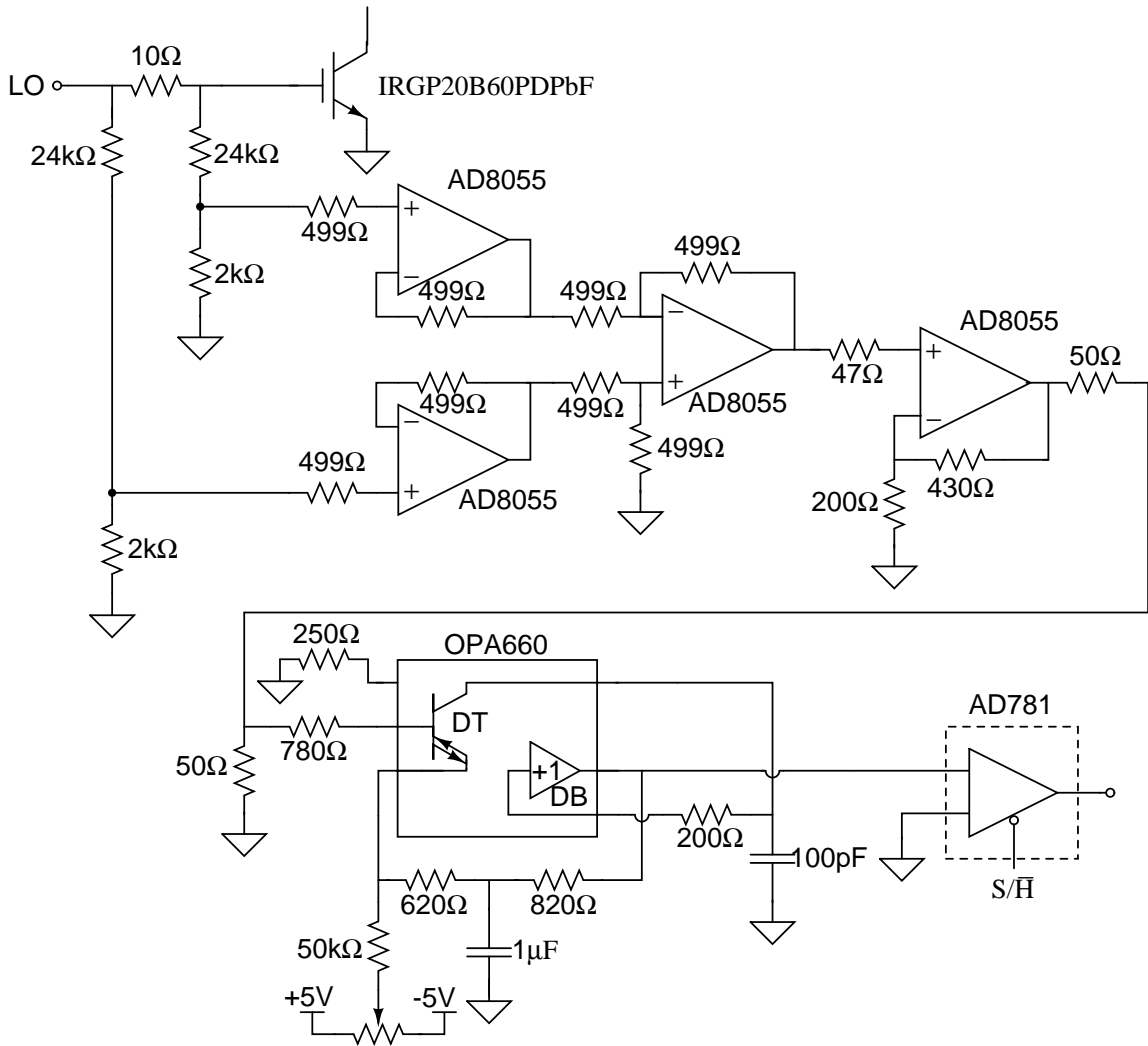 10Ω
LO
IRGP20B60PDPbF
24kΩ
24kΩ
AD8055
+
499Ω
499Ω
2kΩ
−
499Ω
499Ω
−
AD8055
+
50Ω
47Ω
499Ω
499Ω
+
AD8055
−
−
499Ω
499Ω
430Ω
+
AD8055
200Ω
2kΩ
250Ω
OPA660
AD781
DT
780Ω
50Ω
+1
DB
200Ω
100pF
S/H̅
620Ω
820Ω
50kΩ
1μF
+5V
-5V